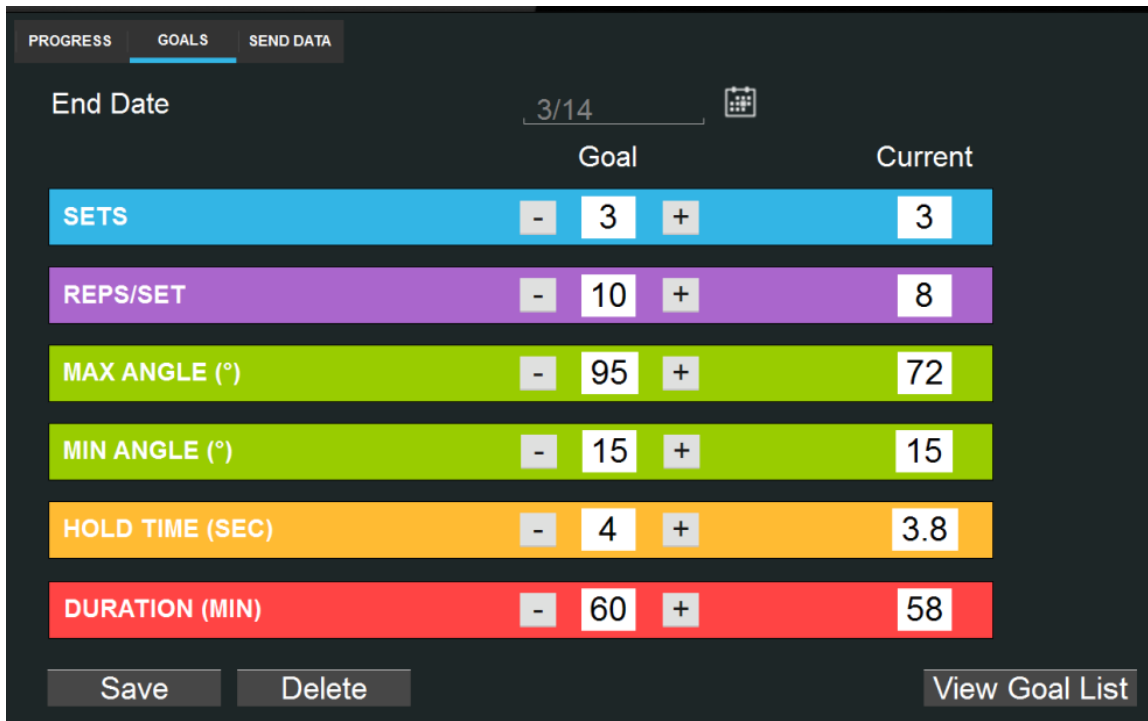 PROGRESS GOALS SEND DATA
End Date 3/14
Goal Current
SETS - 3 + 3
REPS/SET - 10 + 8
MAX ANGLE (°) - 95 + 72
MIN ANGLE (°) - 15 + 15
HOLD TIME (SEC) - 4 + 3.8
DURATION (MIN) - 60 + 58
Save Delete View Goal List